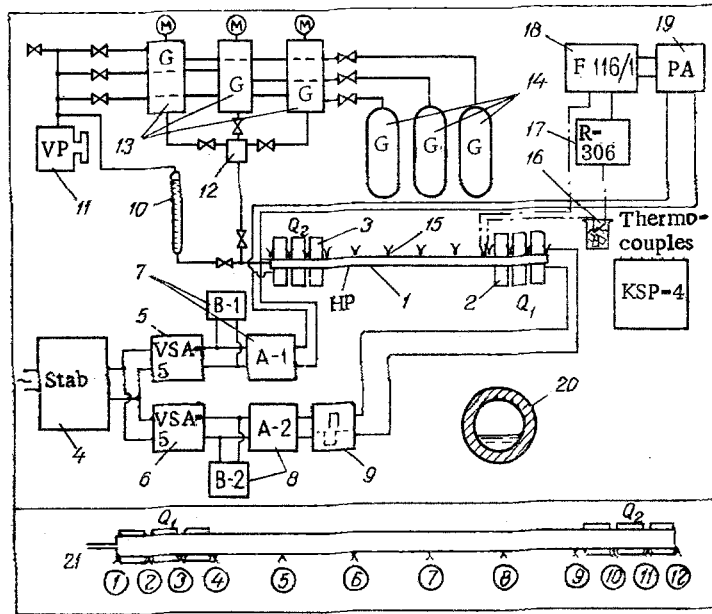 M M M
18
19
G
G
G
F 116/1
PA
14
13
17
R-
306
16
VP
12
G G G
11
10
Q2 3 15
Thermo-
couples
7
B-1
HP
1
2
Q1
KSP=4
5
VSA-
5
A-1
Stab
20
VSA-
5
A-2
4
6
B-2
8
9
Q1
Q2
21
1 2 3 4 5 6 7 8 9 10 11 12